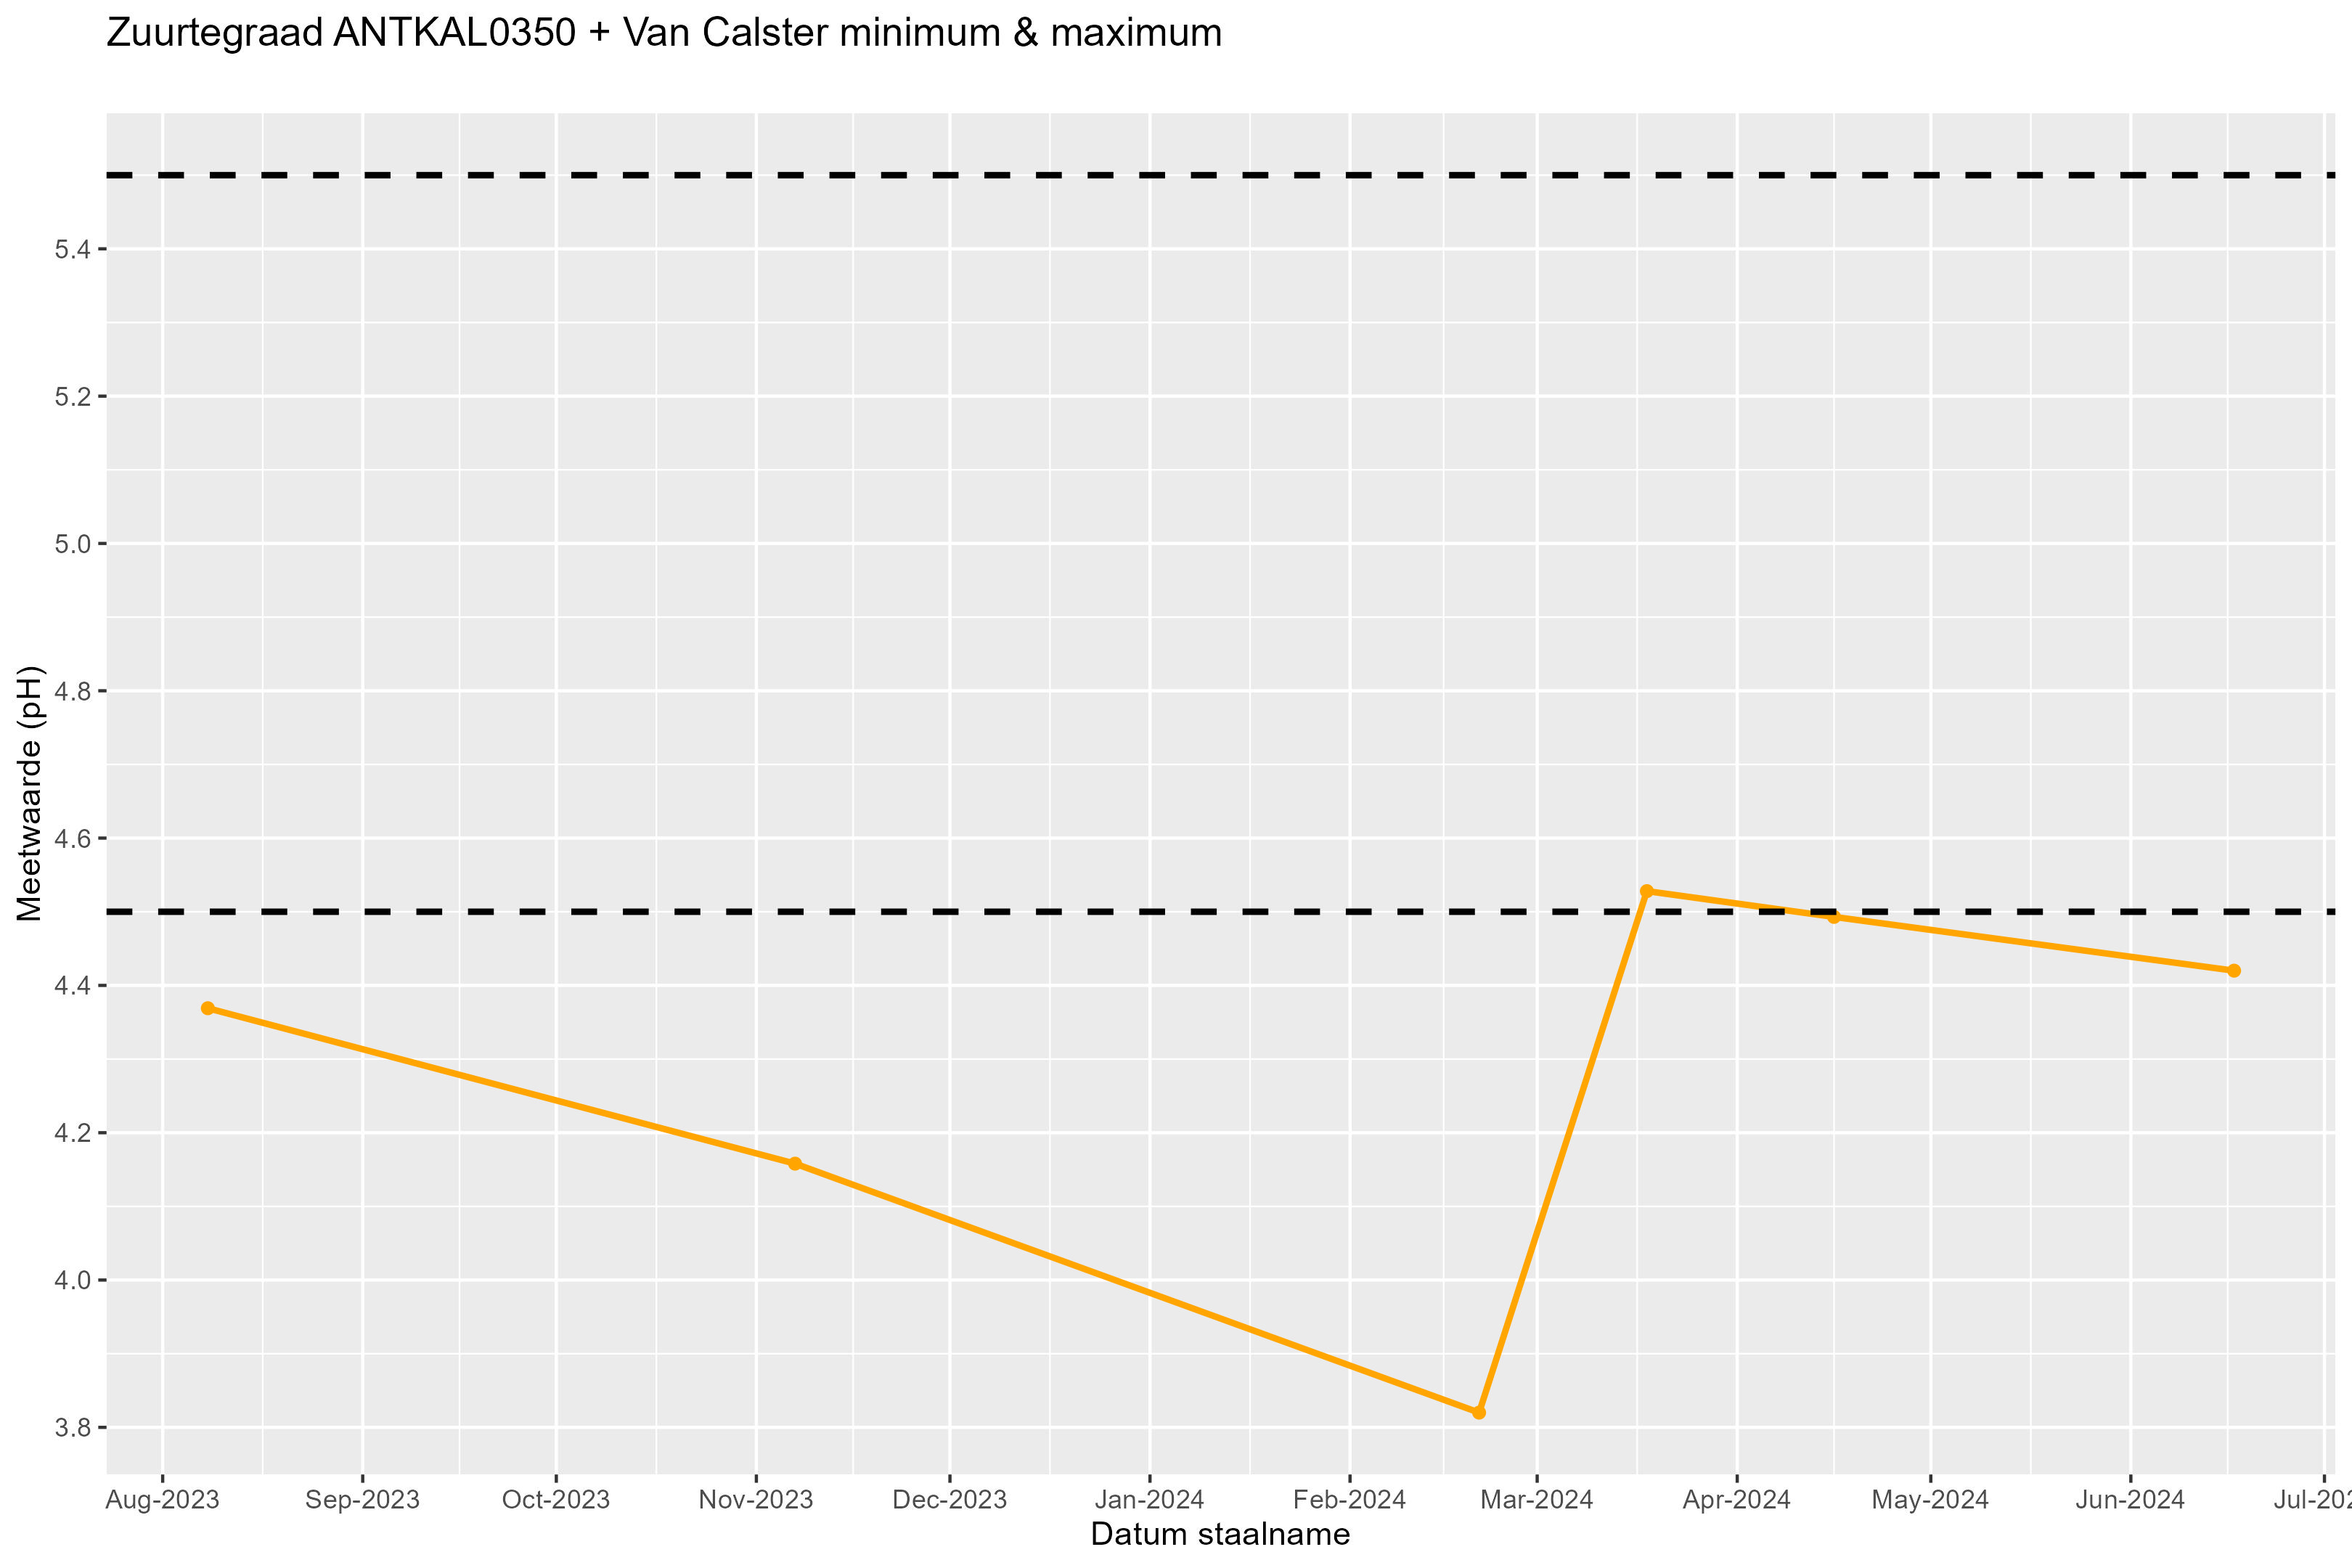 Zuurtegraad ANTKAL0350 + Van Calster minimum & maximum
Meetwaarde (pH)
5.4
5.2
5.0
4.8
4.6
4.4
4.2
4.0
3.8
Aug-2023 Sep-2023 Oct-2023 Nov-2023 Dec-2023 Jan-2024 Feb-2024 Mar-2024 Apr-2024 May-2024 Jun-2024 Jul-202
Datum staalname